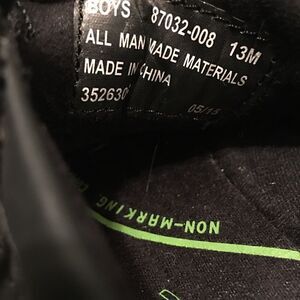 BOYS 87032-008 13M
ALL MAN MADE MATERIALS
MADE IN CHINA
352630
05/15
NON-MARKING